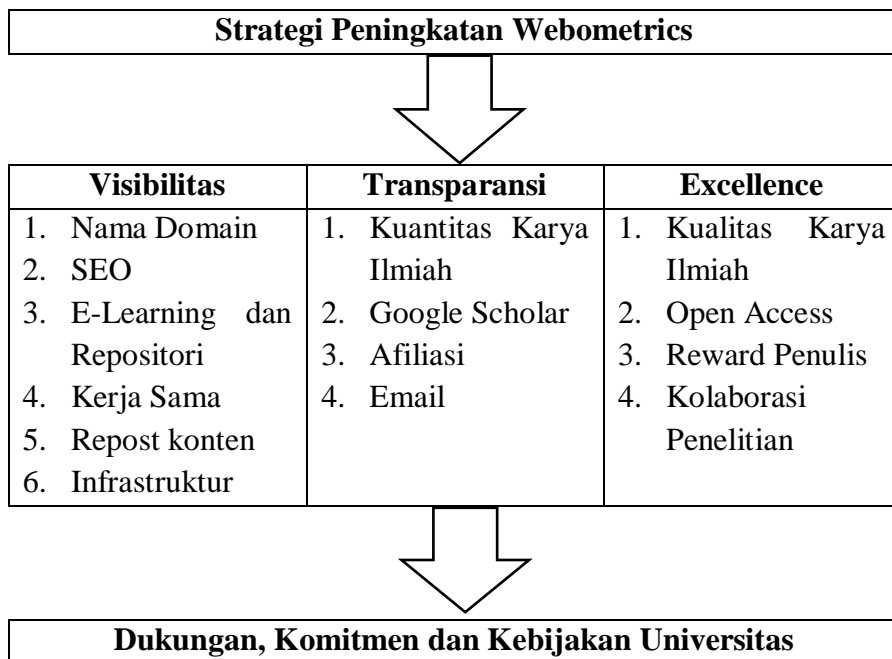 Strategi Peningkatan Webometrics
Visibilitas
1. Nama Domain
2. SEO
3. E-Learning dan
Repositori
4. Kerja Sama
5. Repost konten
6. Infrastruktur
Transparansi
1. Kuantitas Karya
Ilmiah
2. Google Scholar
3. Afiliasi
4. Email
Excellence
1. Kualitas Karya
Ilmiah
2. Open Access
3. Reward Penulis
4. Kolaborasi
Penelitian
Dukungan, Komitmen dan Kebijakan Universitas